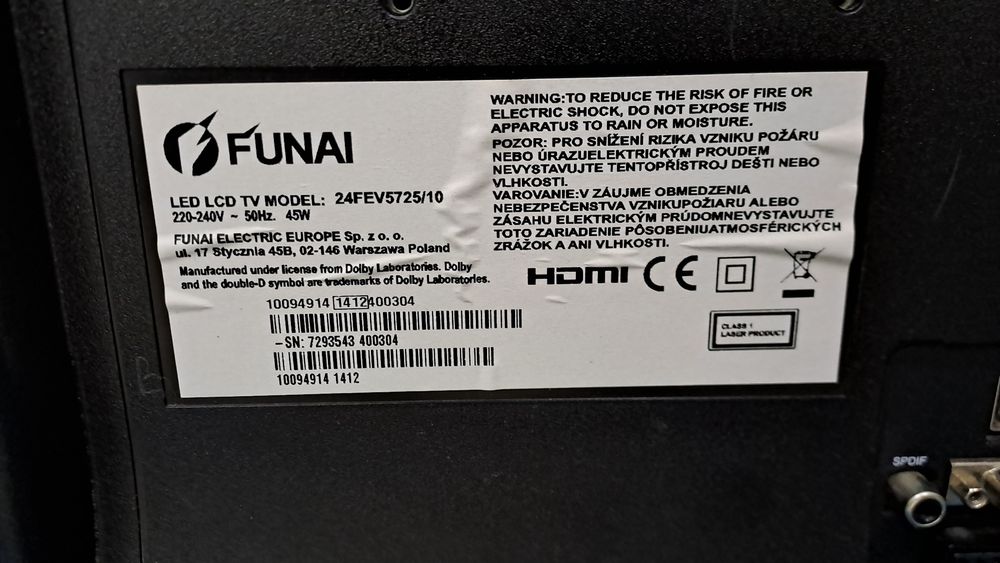 FUNAI
LED LCD TV MODEL: 24FEV5725/10
220-240V ~ 50Hz. 45W
FUNAI ELECTRIC EUROPE Sp. z o. o.
ul. 17 Stycznia 45B, 02-146 Warszawa Poland
Manufactured under license from Dolby Laboratories. Dolby
and the double-D symbol are trademarks of Dolby Laboratories.
10094914 1412400304
-SN: 7293543 400304
10094914 1412
WARNING:TO REDUCE THE RISK OF FIRE OR
ELECTRIC SHOCK, DO NOT EXPOSE THIS
APPARATUS TO RAIN OR MOISTURE.
POZOR: PRO SNÍŽENÍ RIZIKA VZNIKU POŽÁRU
NEBO ÚRAZUELEKTRICKÝM PROUDEM
NEVYSTAVUJTE TENTOPŘÍSTROJ DEŠTI NEBO
VLHKOSTI.
VAROVANIE:V ZÁUJME OBMEDZENIA
NEBEZPEČENSTVA VZNIKUPOŽIARU ALEBO
ZÁSAHU ELEKTRICKÝM PRÚDOMNEVYSTAVUJTE
TOTO ZARIADENIE PÔSOBENIUATMOSFÉRICKÝCH
ZRÁŽOK A ANI VLHKOSTI.
HDMI CE
CLASS 1
LASER PRODUCT
SPDIF